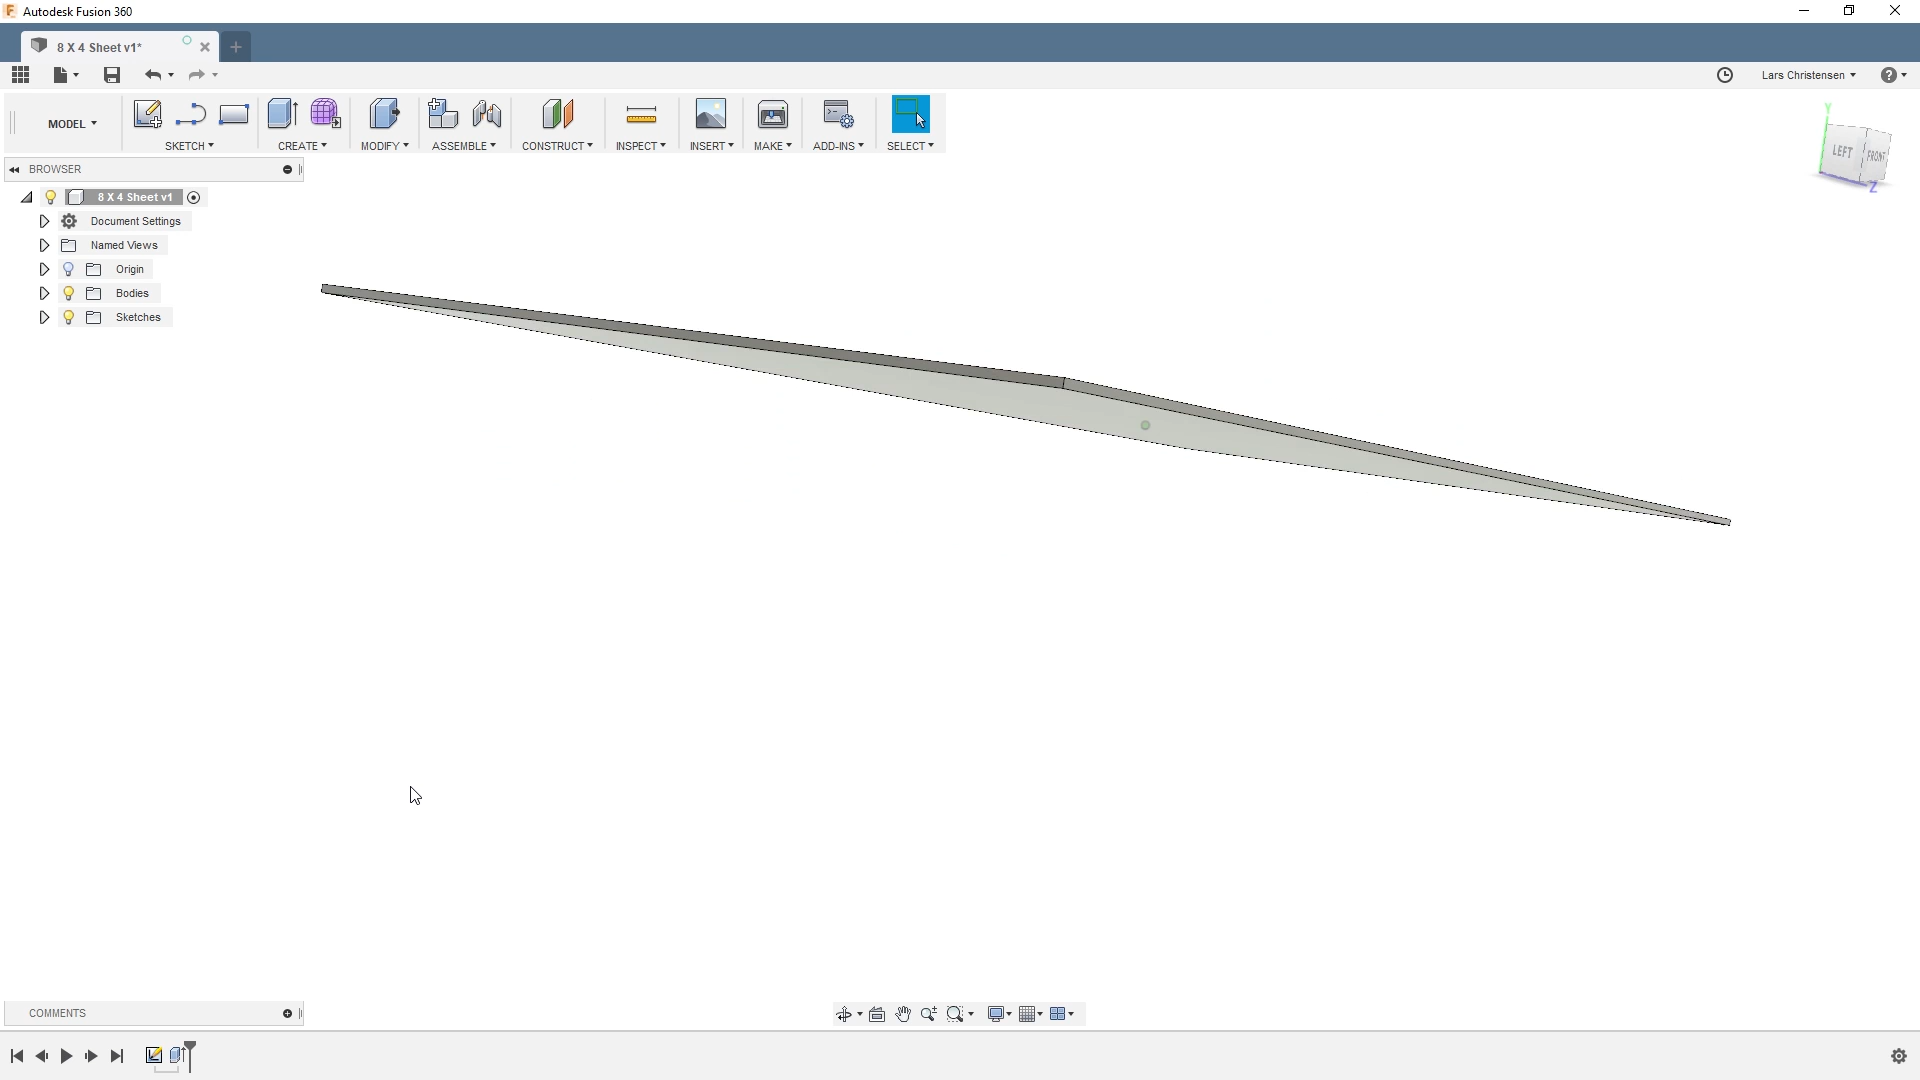 Autodesk Fusion 360
8 X 4 Sheet v1*
Lars Christensen
MODEL
SKETCH
CREATE
MODIFY
ASSEMBLE
CONSTRUCT
INSPECT
INSERT
MAKE
ADD-INS
SELECT
Y
LEFT
FRONT
Z
BROWSER
8 X 4 Sheet v1
Document Settings
Named Views
Origin
Bodies
Sketches
COMMENTS